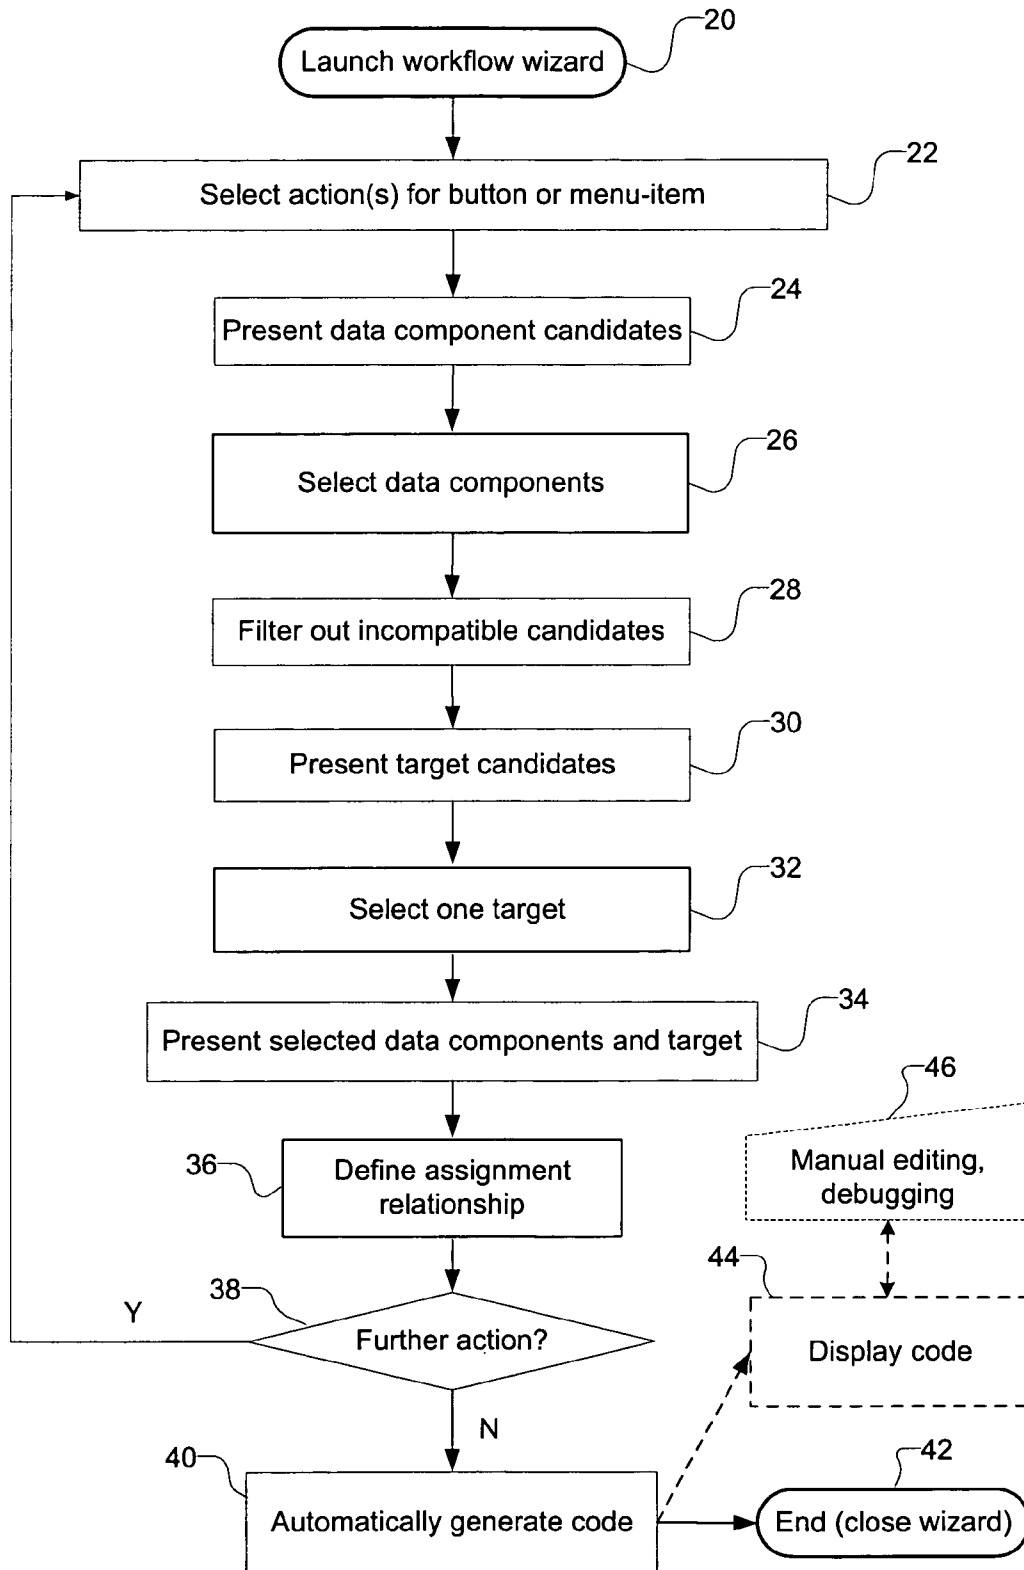 20
Launch workflow wizard
22
Select action(s) for button or menu-item
24
Present data component candidates
26
Select data components
28
Filter out incompatible candidates
30
Present target candidates
32
Select one target
34
Present selected data components and target
46
36
Define assignment
relationship
Manual editing,
debugging
44
38
Y
Further action?
Display code
N
40
42
Automatically generate code
End (close wizard)